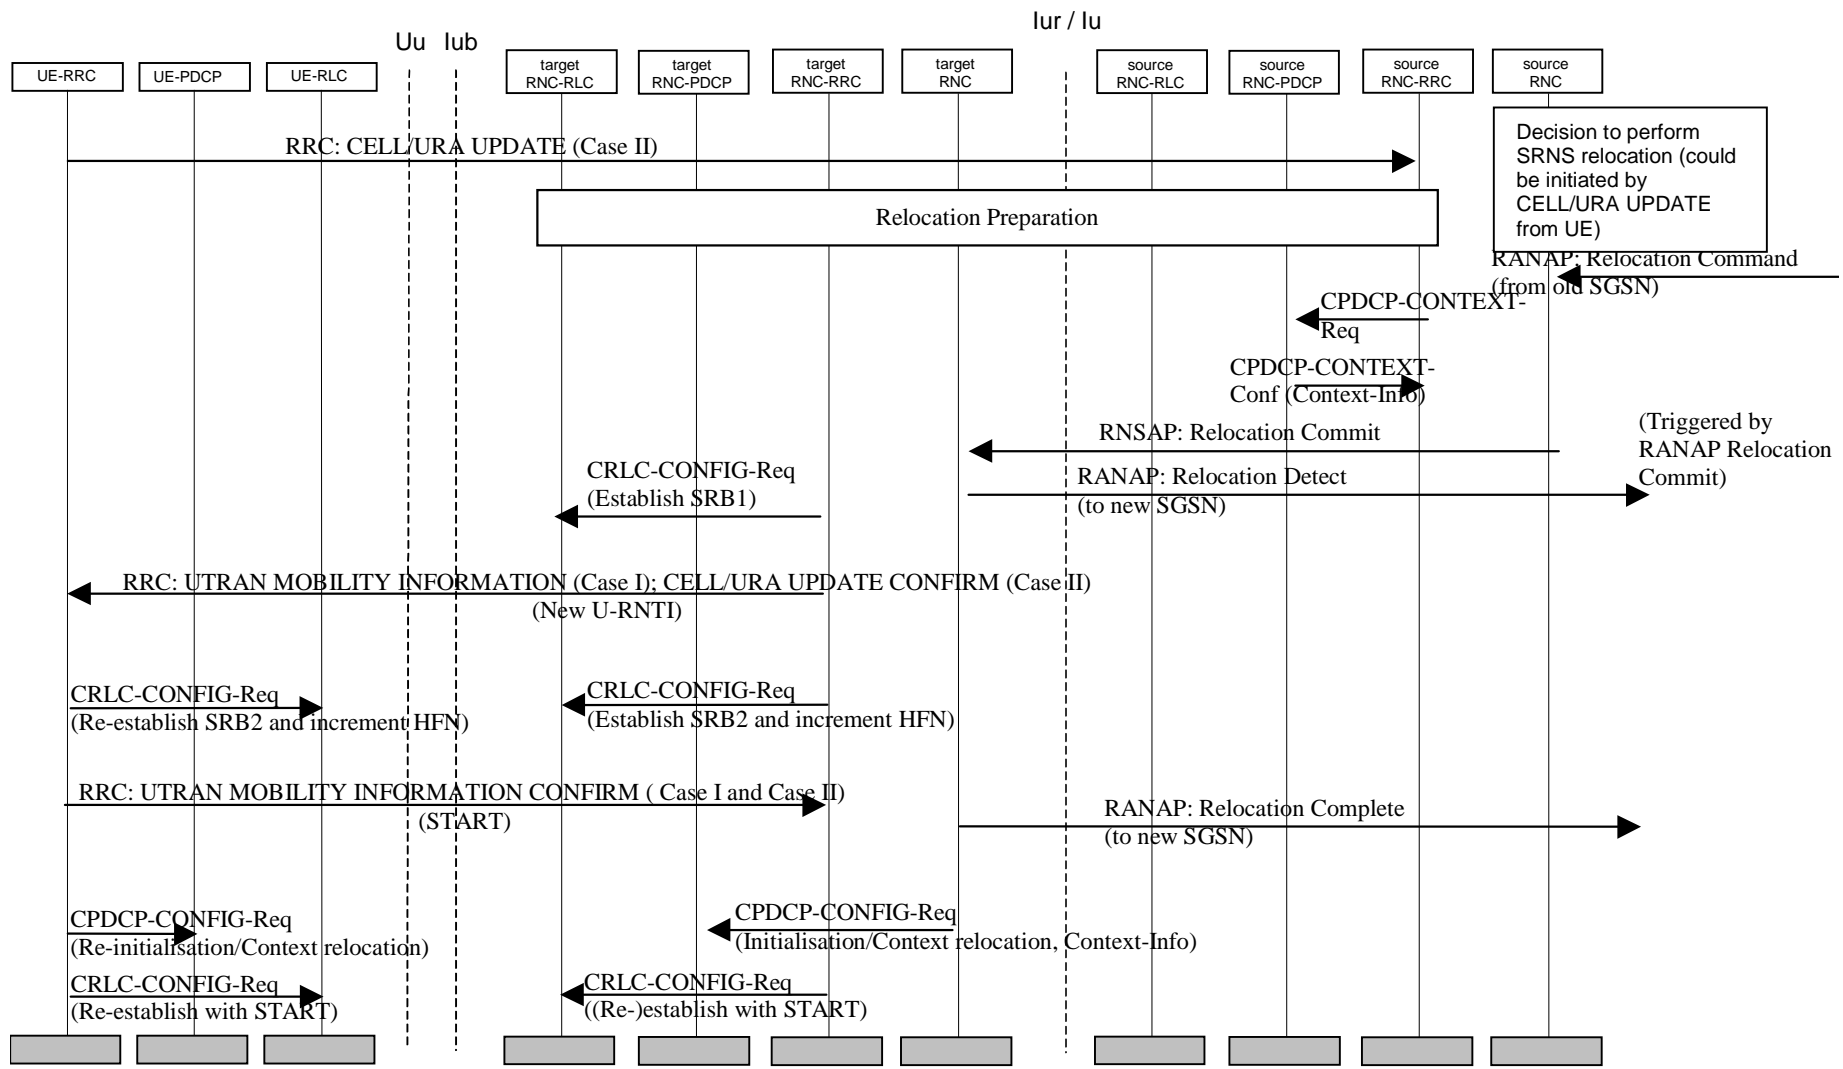 Iur / Iu
Uu Iub
UE-RRC
UE-PDCP
UE-RLC
target
RNC-RLC
target
RNC-PDCP
target
RNC-RRC
target
RNC
source
RNC-RLC
source
RNC-PDCP
source
RNC-RRC
source
RNC
Decision to perform
SRNS relocation (could
be initiated by
CELL/URA UPDATE
from UE)
RRC: CELL/URA UPDATE (Case II)
Relocation Preparation
RANAP: Relocation Command
(from old SGSN)
CPDCP-CONTEXT-
Req
CPDCP-CONTEXT-
Conf (Context-Info)
RNSAP: Relocation Commit
(Triggered by
RANAP Relocation
Commit)
CRLC-CONFIG-Req
(Establish SRB1)
RANAP: Relocation Detect
(to new SGSN)
RRC: UTRAN MOBILITY INFORMATION (Case I); CELL/URA UPDATE CONFIRM (Case II)
(New U-RNTI)
CRLC-CONFIG-Req
(Re-establish SRB2 and increment HFN)
CRLC-CONFIG-Req
(Establish SRB2 and increment HFN)
RRC: UTRAN MOBILITY INFORMATION CONFIRM ( Case I and Case II)
(START)
RANAP: Relocation Complete
(to new SGSN)
CPDCP-CONFIG-Req
(Re-initialisation/Context relocation)
CPDCP-CONFIG-Req
(Initialisation/Context relocation, Context-Info)
CRLC-CONFIG-Req
(Re-establish with START)
CRLC-CONFIG-Req
((Re-)establish with START)